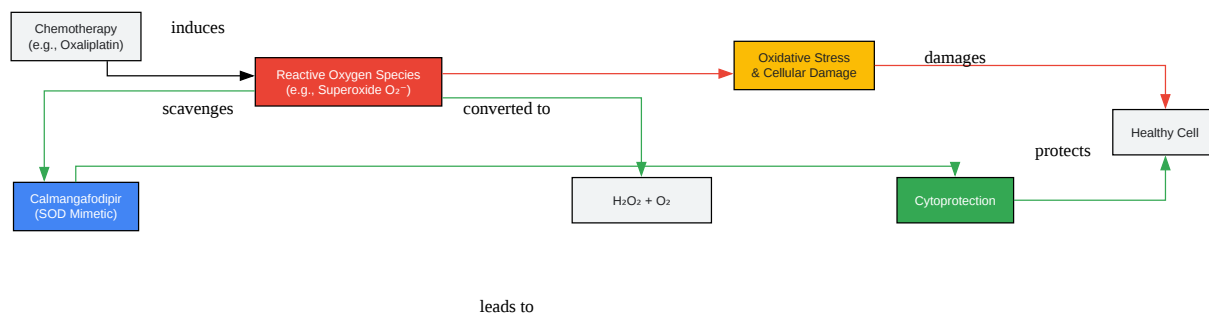 Chemotherapy
(e.g., Oxaliplatin)
induces
Reactive Oxygen Species
(e.g., Superoxide O₂⁻)
Oxidative Stress
& Cellular Damage
damages
scavenges
converted to
Healthy Cell
protects
Calmangafodipir
(SOD Mimetic)
H₂O₂ + O₂
Cytoprotection
leads to